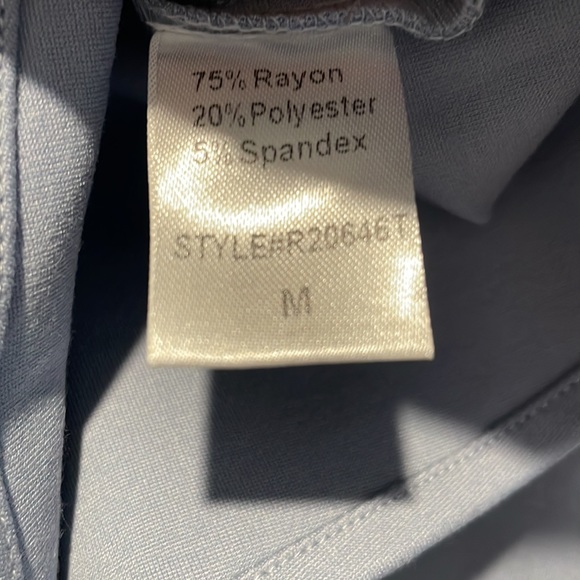 75% Rayon
20% Polyester
5% Spandex
STYLE#R20646T
M